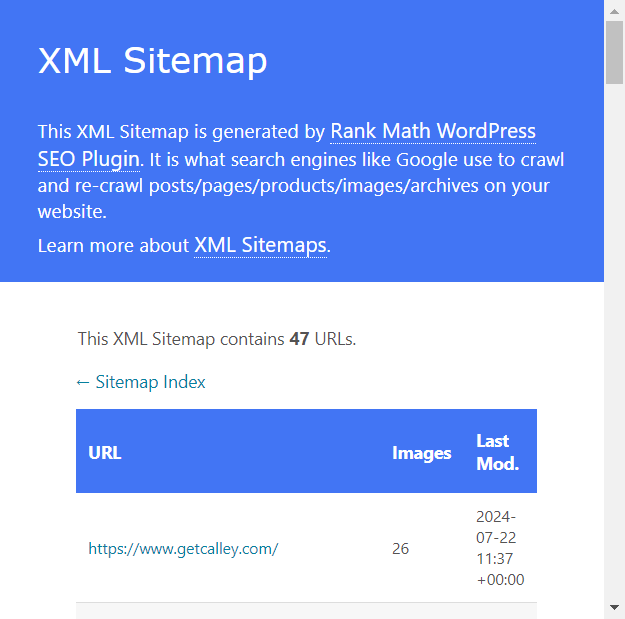 XML Sitemap
This XML Sitemap is generated by Rank Math WordPress
SEO Plugin. It is what search engines like Google use to crawl
and re-crawl posts/pages/products/images/archives on your
website.
Learn more about XML Sitemaps.
This XML Sitemap contains 47 URLs.
← Sitemap Index
URL Images Last
Mod.
https://www.getcalley.com/ 26 2024-
07-22
11:37
+00:00